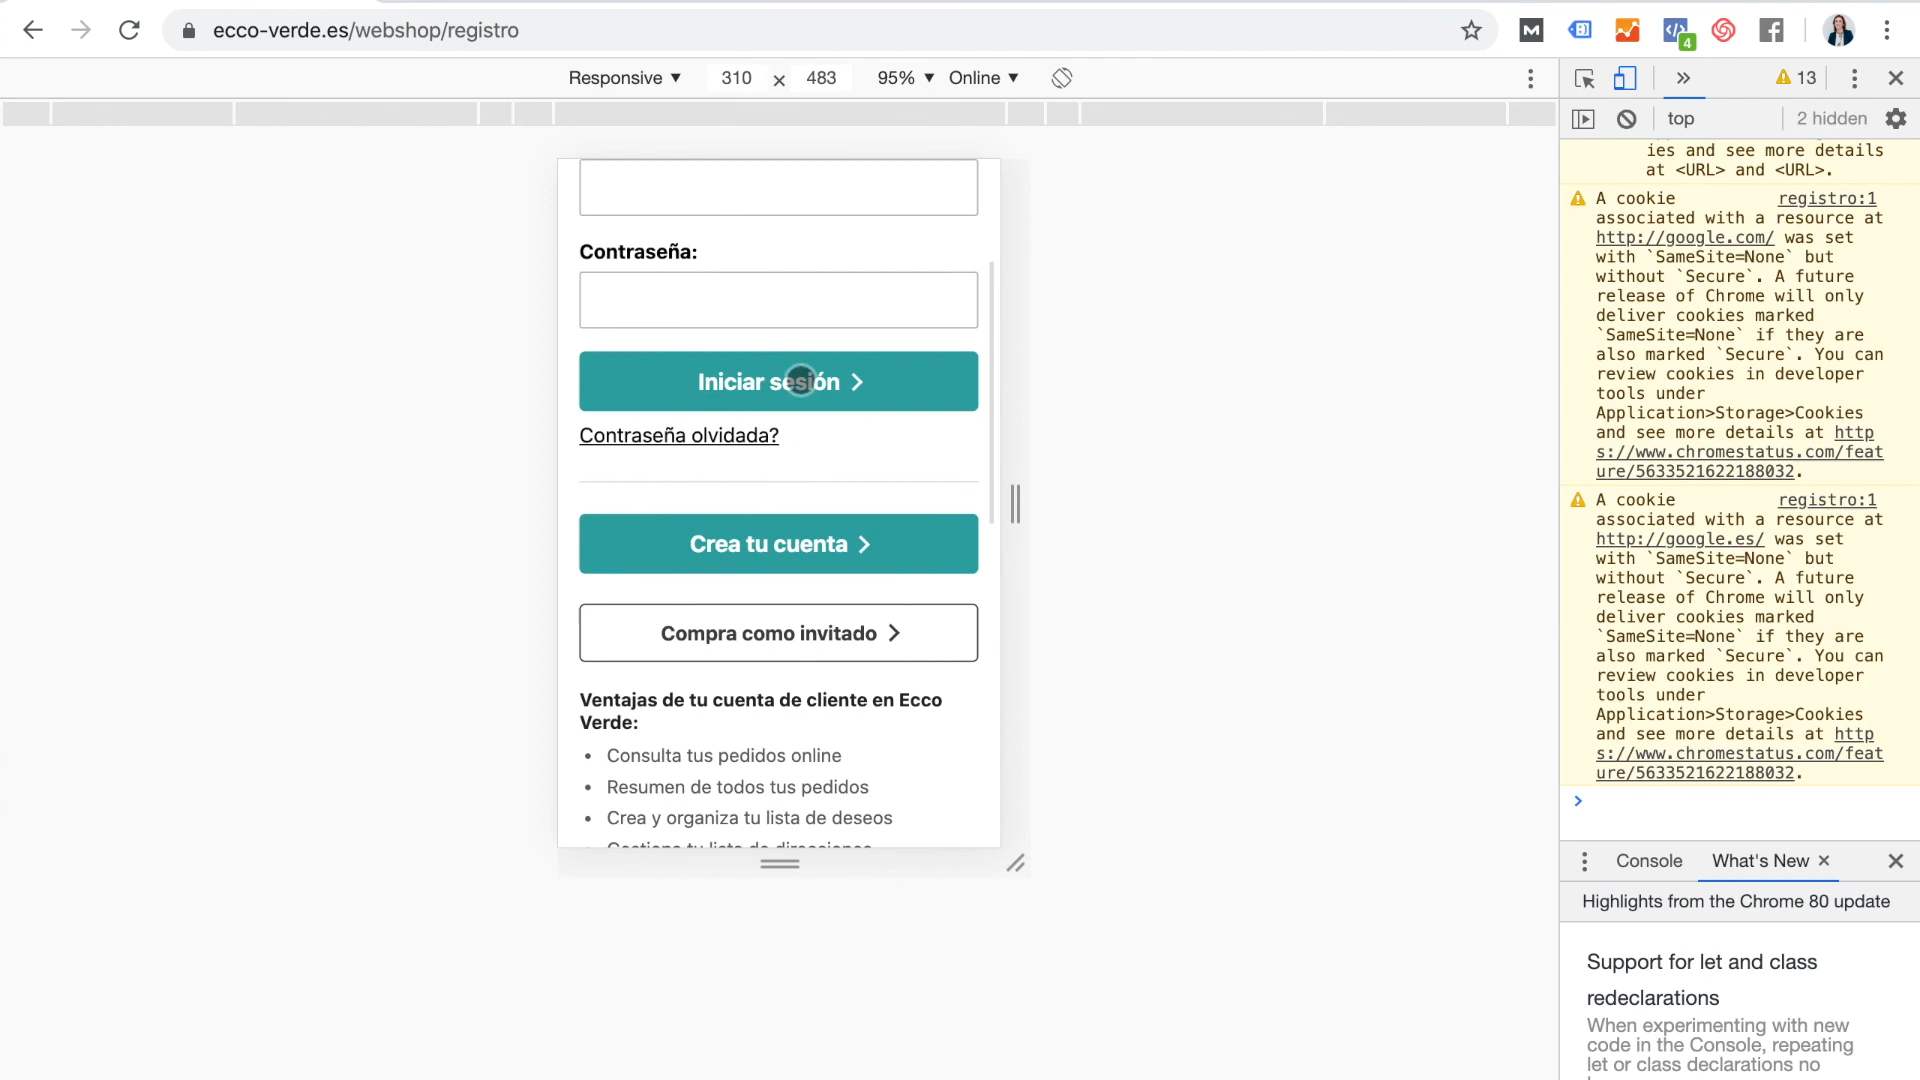 ecco-verde.es/webshop/registro
Responsive ▼ 310 × 483 95% ▼ Online ▼
13
top 2 hidden
Contraseña:
Iniciar sesión
Contraseña olvidada?
Crea tu cuenta
Compra como invitado
Ventajas de tu cuenta de cliente en Ecco
Verde:
• Consulta tus pedidos online
• Resumen de todos tus pedidos
• Crea y organiza tu lista de deseos
ies and see more details
at <URL> and <URL>.
A cookie registro:1
associated with a resource at
http://google.com/ was set
with `SameSite=None` but
without `Secure`. A future
release of Chrome will only
deliver cookies marked
`SameSite=None` if they are
also marked `Secure`. You can
review cookies in developer
tools under
Application>Storage>Cookies
and see more details at http
s://www.chromestatus.com/feat
ure/5633521622188032.
A cookie registro:1
associated with a resource at
http://google.es/ was set
with `SameSite=None` but
without `Secure`. A future
release of Chrome will only
deliver cookies marked
`SameSite=None` if they are
also marked `Secure`. You can
review cookies in developer
tools under
Application>Storage>Cookies
and see more details at http
s://www.chromestatus.com/feat
ure/5633521622188032.
Console What's New
Highlights from the Chrome 80 update
Support for let and class
redeclarations
When experimenting with new
code in the Console, repeating
let or class declarations no
4